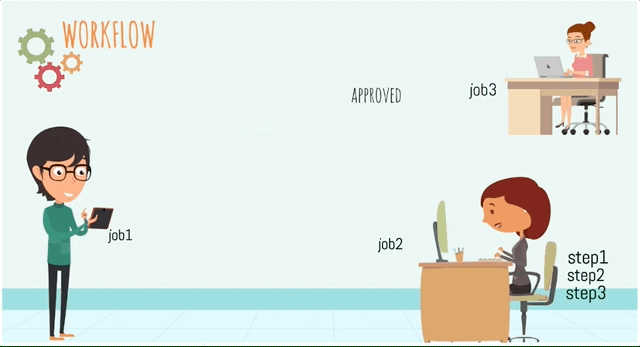 WORKFLOW
APPROVED
job3
job1
job2
step1
step2
step3